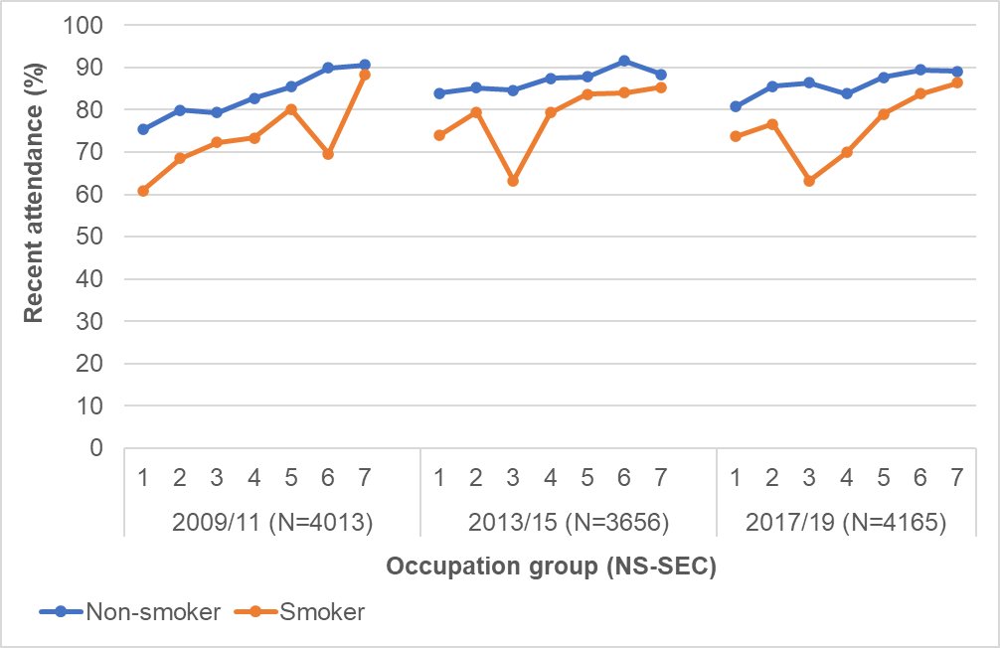 Recent attendance (%)
100
90
80
70
60
50
40
30
20
10
0
1 2 3 4 5 6 7 1 2 3 4 5 6 7 1 2 3 4 5 6 7
2009/11 (N=4013) 2013/15 (N=3656) 2017/19 (N=4165)
Occupation group (NS-SEC)
Non-smoker Smoker